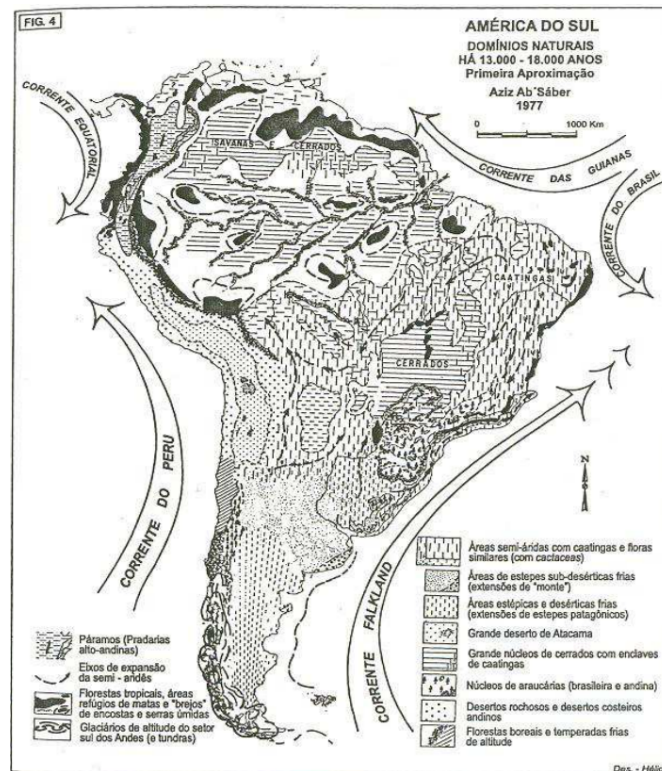 FIG. 4
AMÉRICA DO SUL
DOMÍNIOS NATURAIS
HÁ 13.000 - 18.000 ANOS
Primeira Aproximação
Aziz Ab'Sáber
1977
0 1000 Km
CORRENTE EQUATORIAL
CORRENTE DAS GUIANAS
CORRENTE DO BRASIL
SAVANAS E CERRADOS
CAATINGAS
CERRADOS
CORRENTE DO PERU
CORRENTE FALKLAND
Páramos (Pradarias
alto-andinas)
Eixos de expansão
da semi - andês
Florestas tropicais, áreas
refúgios de matas e "brejos"
de encostas e serras úmidas
Glaciários de altitude do setor
sul dos Andes (e tundras)
Áreas semi-áridas com caatingas e floras
similares (com cactaceas)
Áreas de estepes sub-desérticas frias
(extensões de "monte")
Áreas estépicas e desérticas frias
(extensões de estepes patagônicos)
Grande deserto de Atacama
Grande núcleos de cerrados com enclaves
de caatingas
Núcleos de araucárias (brasileira e andina)
Desertos rochosos e desertos costeiros
andinos
Florestas boreais e temperadas frias
de altitude
Des. - Hélio